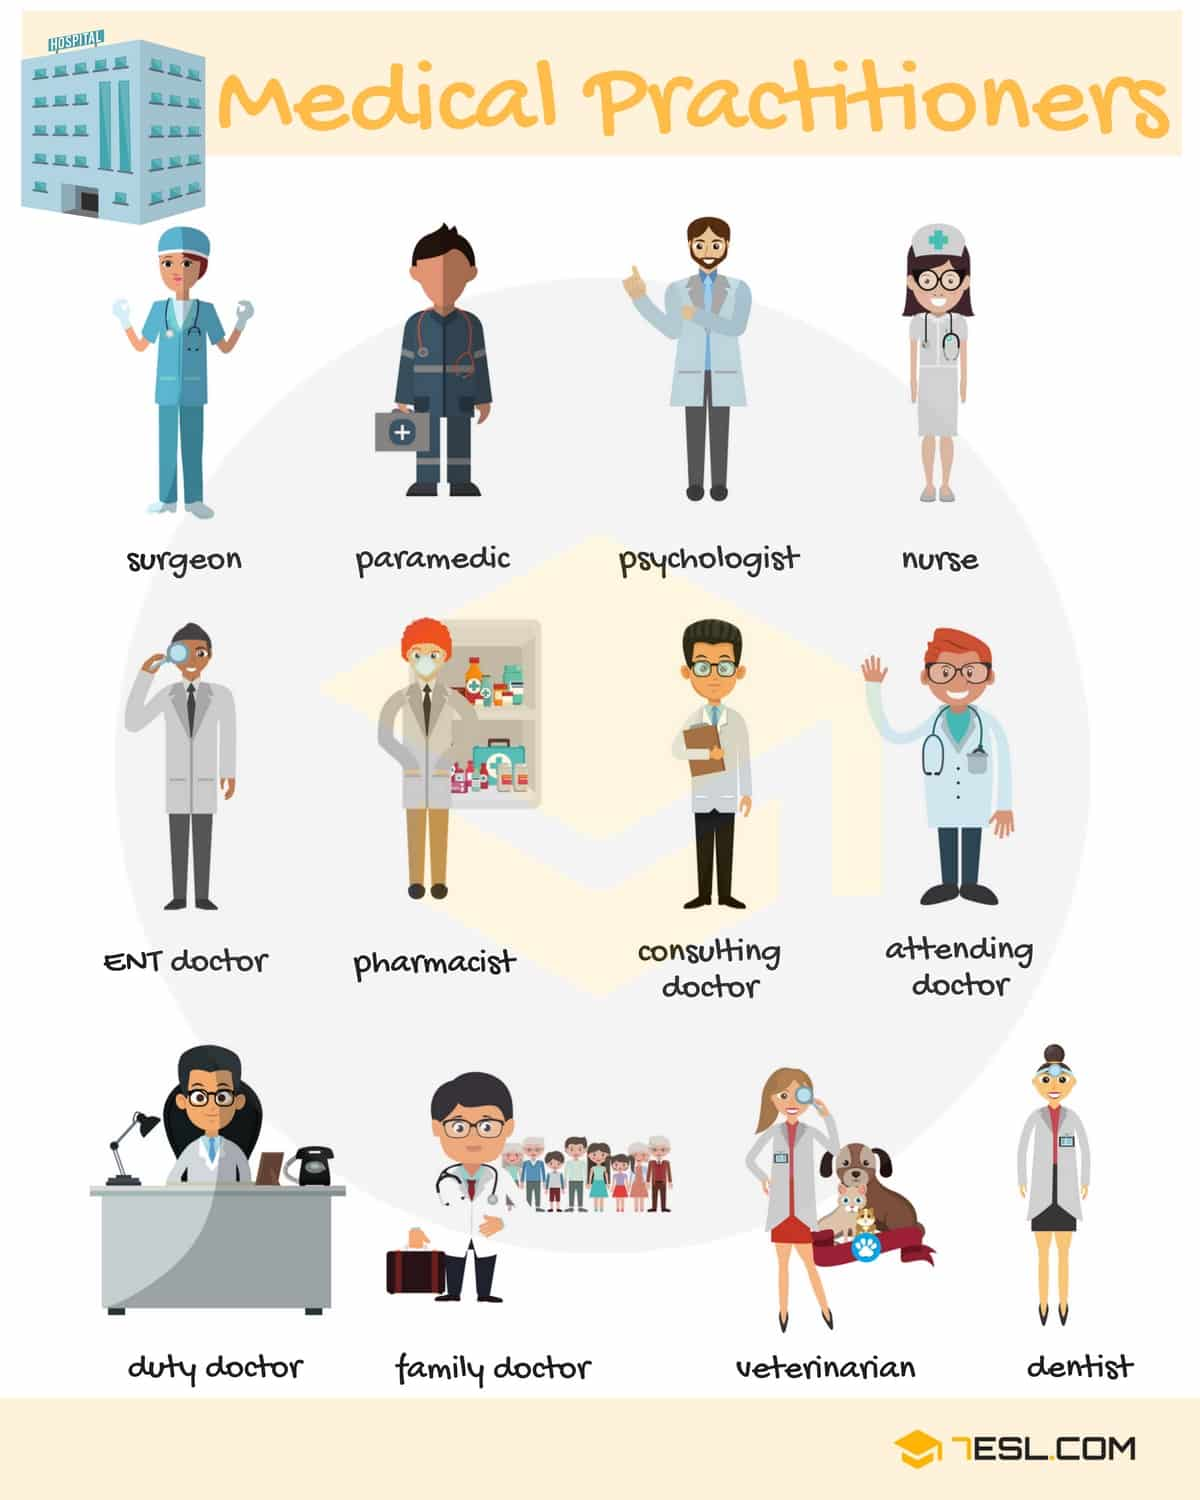 HOSPITAL
Medical Practitioners
surgeon
paramedic
psychologist
nurse
ENT doctor
pharmacist
consulting
doctor
attending
doctor
duty doctor
family doctor
veterinarian
dentist
7ESL.COM